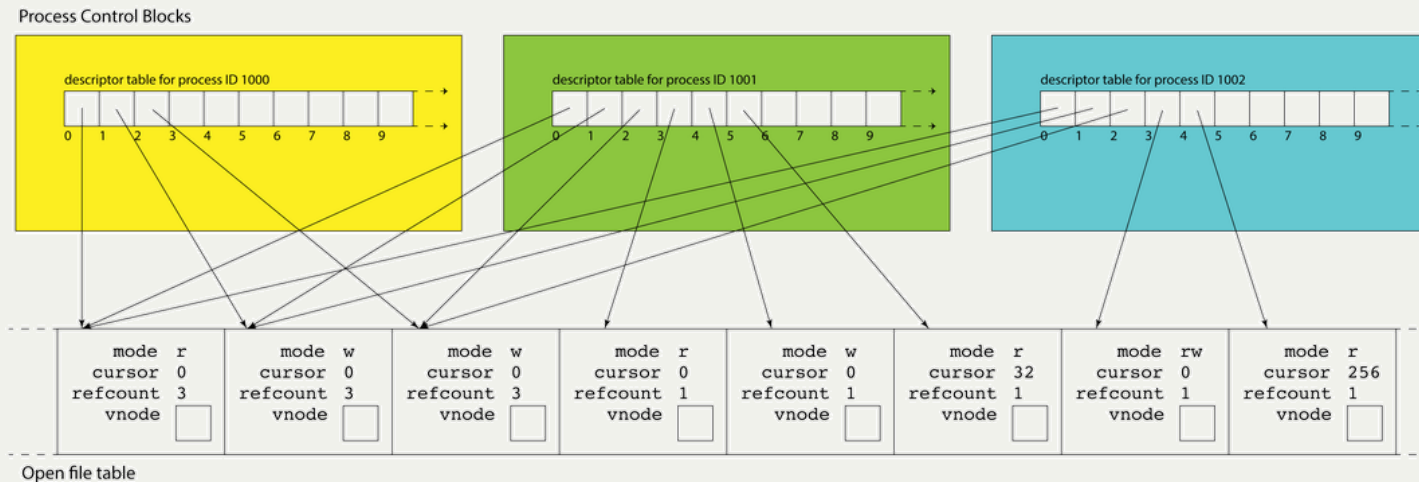 Process Control Blocks
descriptor table for process ID 1000
0 1 2 3 4 5 6 7 8 9
descriptor table for process ID 1001
0 1 2 3 4 5 6 7 8 9
descriptor table for process ID 1002
0 1 2 3 4 5 6 7 8 9
mode r
cursor 0
refcount 3
vnode
mode w
cursor 0
refcount 3
vnode
mode w
cursor 0
refcount 3
vnode
mode r
cursor 0
refcount 1
vnode
mode w
cursor 0
refcount 1
vnode
mode r
cursor 32
refcount 1
vnode
mode rw
cursor 0
refcount 1
vnode
mode r
cursor 256
refcount 1
vnode
Open file table